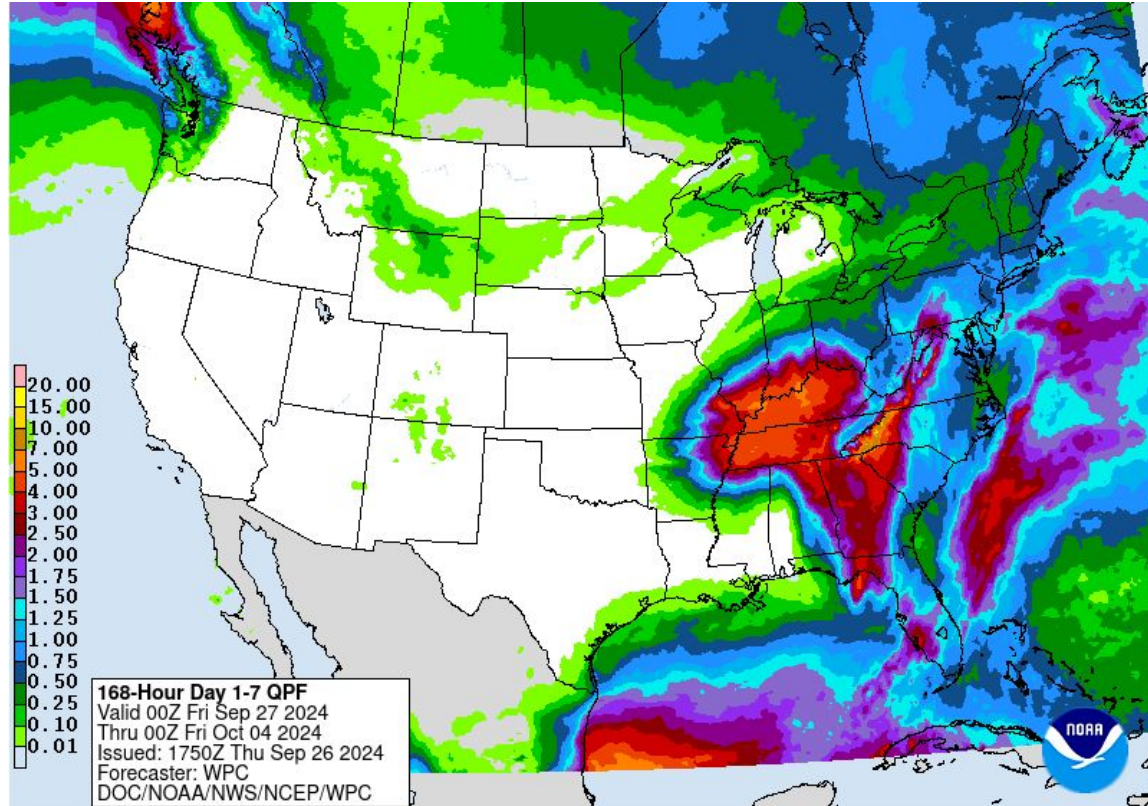 20.00
15.00
10.00
7.00
5.00
4.00
3.00
2.50
2.00
1.75
1.50
1.25
1.00
0.75
0.50
0.25
0.10
0.01
168-Hour Day 1-7 QPF
Valid 00Z Fri Sep 27 2024
Thru 00Z Fri Oct 04 2024
Issued: 1750Z Thu Sep 26 2024
Forecaster: WPC
DOC/NOAA/NWS/NCEP/WPC
NOAA